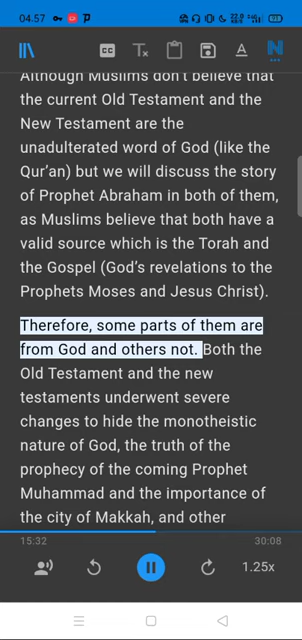 04.57
Although Muslims don't believe that
the current Old Testament and the
New Testament are the
unadulterated word of God (like the
Qur'an) but we will discuss the story
of Prophet Abraham in both of them,
as Muslims believe that both have a
valid source which is the Torah and
the Gospel (God's revelations to the
Prophets Moses and Jesus Christ).
Therefore, some parts of them are
from God and others not. Both the
Old Testament and the new
testaments underwent severe
changes to hide the monotheistic
nature of God, the truth of the
prophecy of the coming Prophet
Muhammad and the importance of
the city of Makkah, and other
15:32 30:08
1.25x